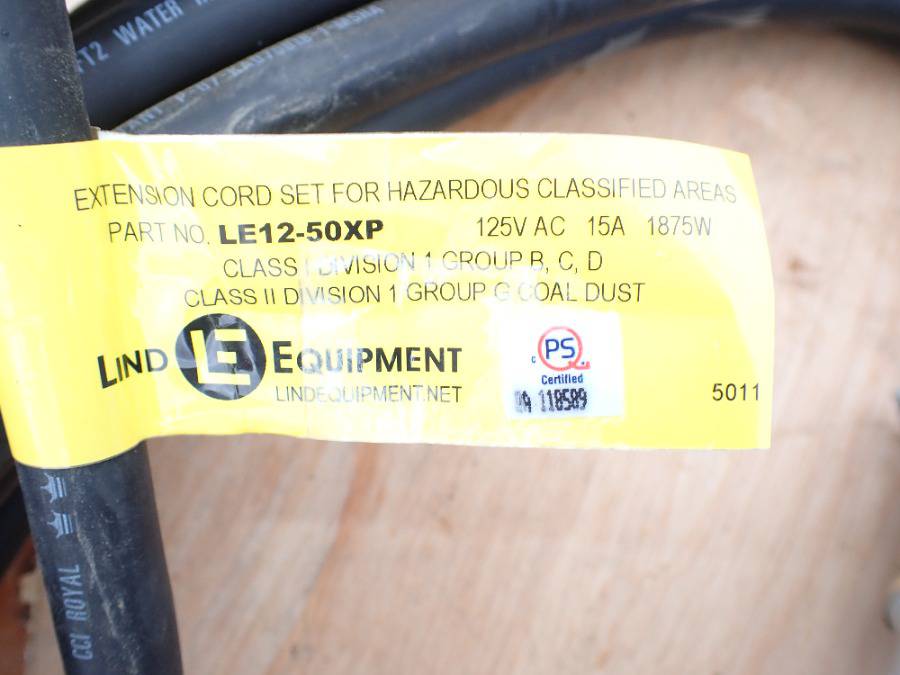 FT2 WATER
EXTENSION CORD SET FOR HAZARDOUS CLASSIFIED AREAS
PART NO. LE12-50XP 125V AC 15A 1875W
CLASS I DIVISION 1 GROUP B, C, D
CLASS II DIVISION 1 GROUP G COAL DUST
LIND LE EQUIPMENT
LINDEQUIPMENT.NET
c PS
Certified
118589
5011
CCI ROYAL